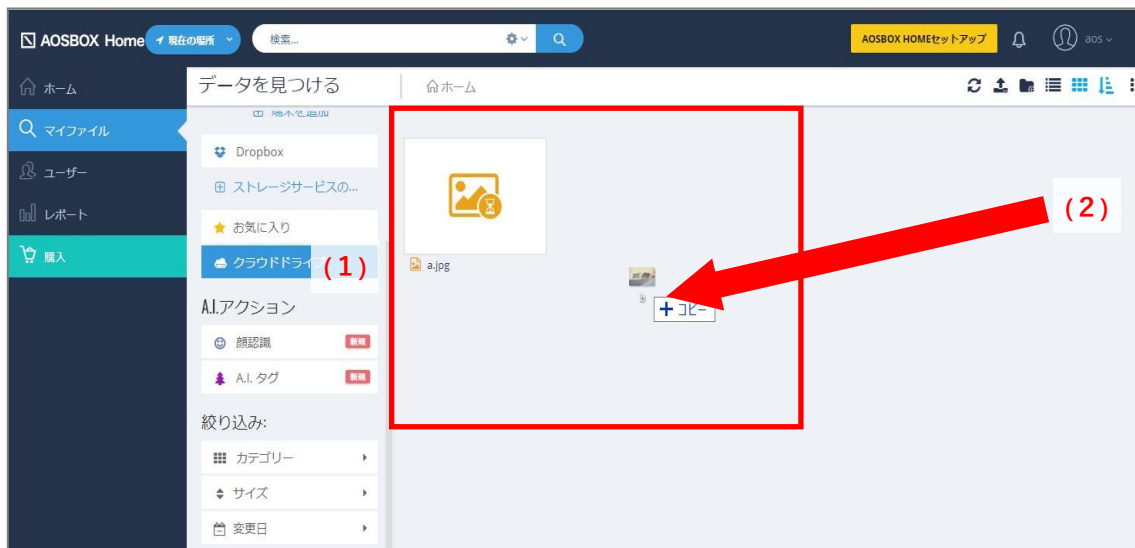 AOSBOX Home
現在の場所
検索...
AOSBOX HOMEセットアップ
aos
ホーム
マイファイル
ユーザー
レポート
購入
データを見つける
ホーム
端末を追加
Dropbox
ストレージサービスの...
お気に入り
クラウドドライ
(1)
A.I.アクション
顔認識
新規
A.I. タグ
新規
絞り込み:
カテゴリー
サイズ
変更日
a.jpg
+コピー
(2)